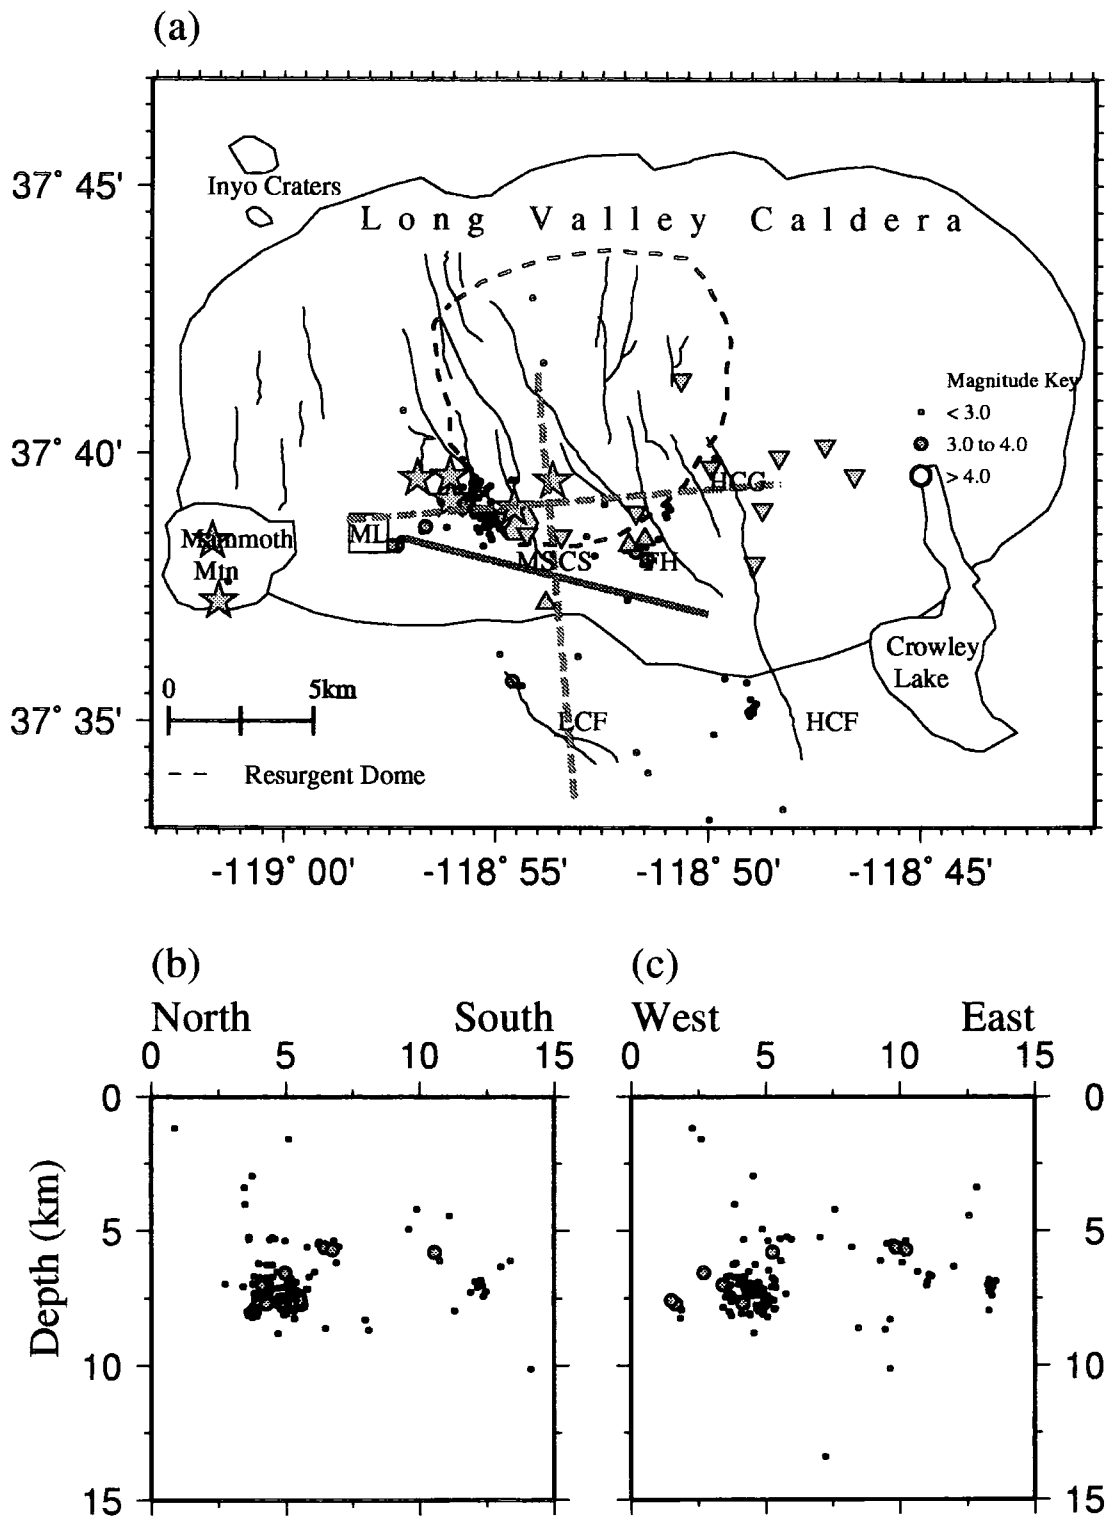 (a)
37° 45'
37° 40'
37° 35'
Inyo Craters
Long Valley Caldera
Magnitude Key
< 3.0
3.0 to 4.0
> 4.0
HCG
ML
Mammoth
Mtn
MS CS
FH
Crowley
Lake
0 5km
LCF
HCF
Resurgent Dome
-119° 00' -118° 55' -118° 50' -118° 45'
(b) (c)
North South West East
0 5 10 15 0 5 10 15
Depth (km)
0 0
5 5
10 10
15 15